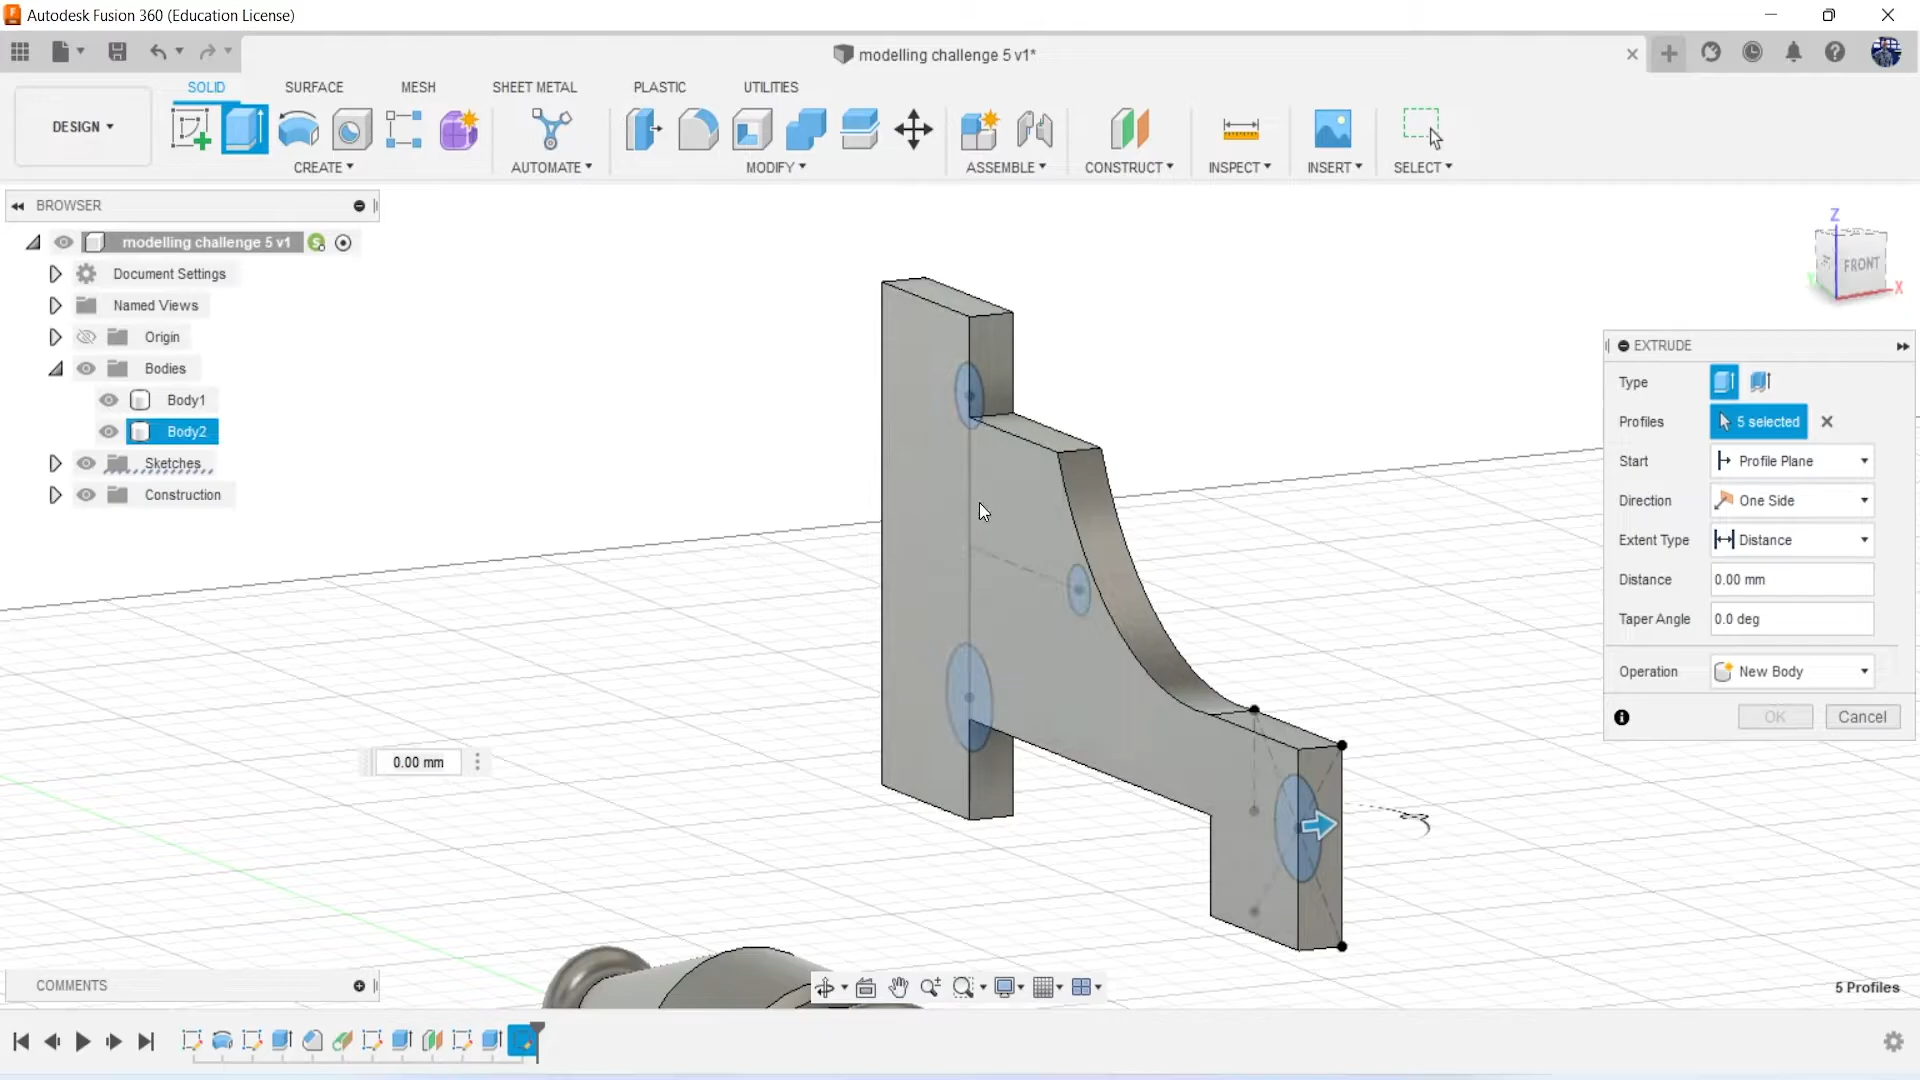 Autodesk Fusion 360 (Education License)
modelling challenge 5 v1*
SOLID SURFACE MESH SHEET METAL PLASTIC UTILITIES
DESIGN
CREATE AUTOMATE MODIFY ASSEMBLE CONSTRUCT INSPECT INSERT SELECT
BROWSER
modelling challenge 5 v1
Document Settings
Named Views
Origin
Bodies
Body1
Body2
Sketches
Construction
Z
FRONT
X
EXTRUDE
Type
Profiles 5 selected
Start Profile Plane
Direction One Side
Extent Type Distance
Distance 0.00 mm
Taper Angle 0.0 deg
Operation New Body
OK Cancel
0.00 mm
COMMENTS
5 Profiles